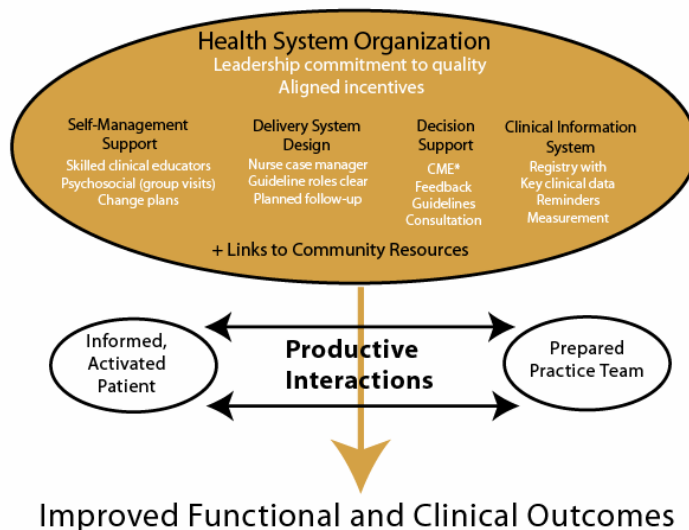 Health System Organization
Leadership commitment to quality
Aligned incentives
Self-Management
Support
Skilled clinical educators
Psychosocial (group visits)
Change plans
Delivery System
Design
Nurse case manager
Guideline roles clear
Planned follow-up
Decision
Support
CME*
Feedback
Guidelines
Consultation
Clinical Information
System
Registry with
Key clinical data
Reminders
Measurement
+ Links to Community Resources
Informed,
Activated
Patient
Productive
Interactions
Prepared
Practice Team
Improved Functional and Clinical Outcomes